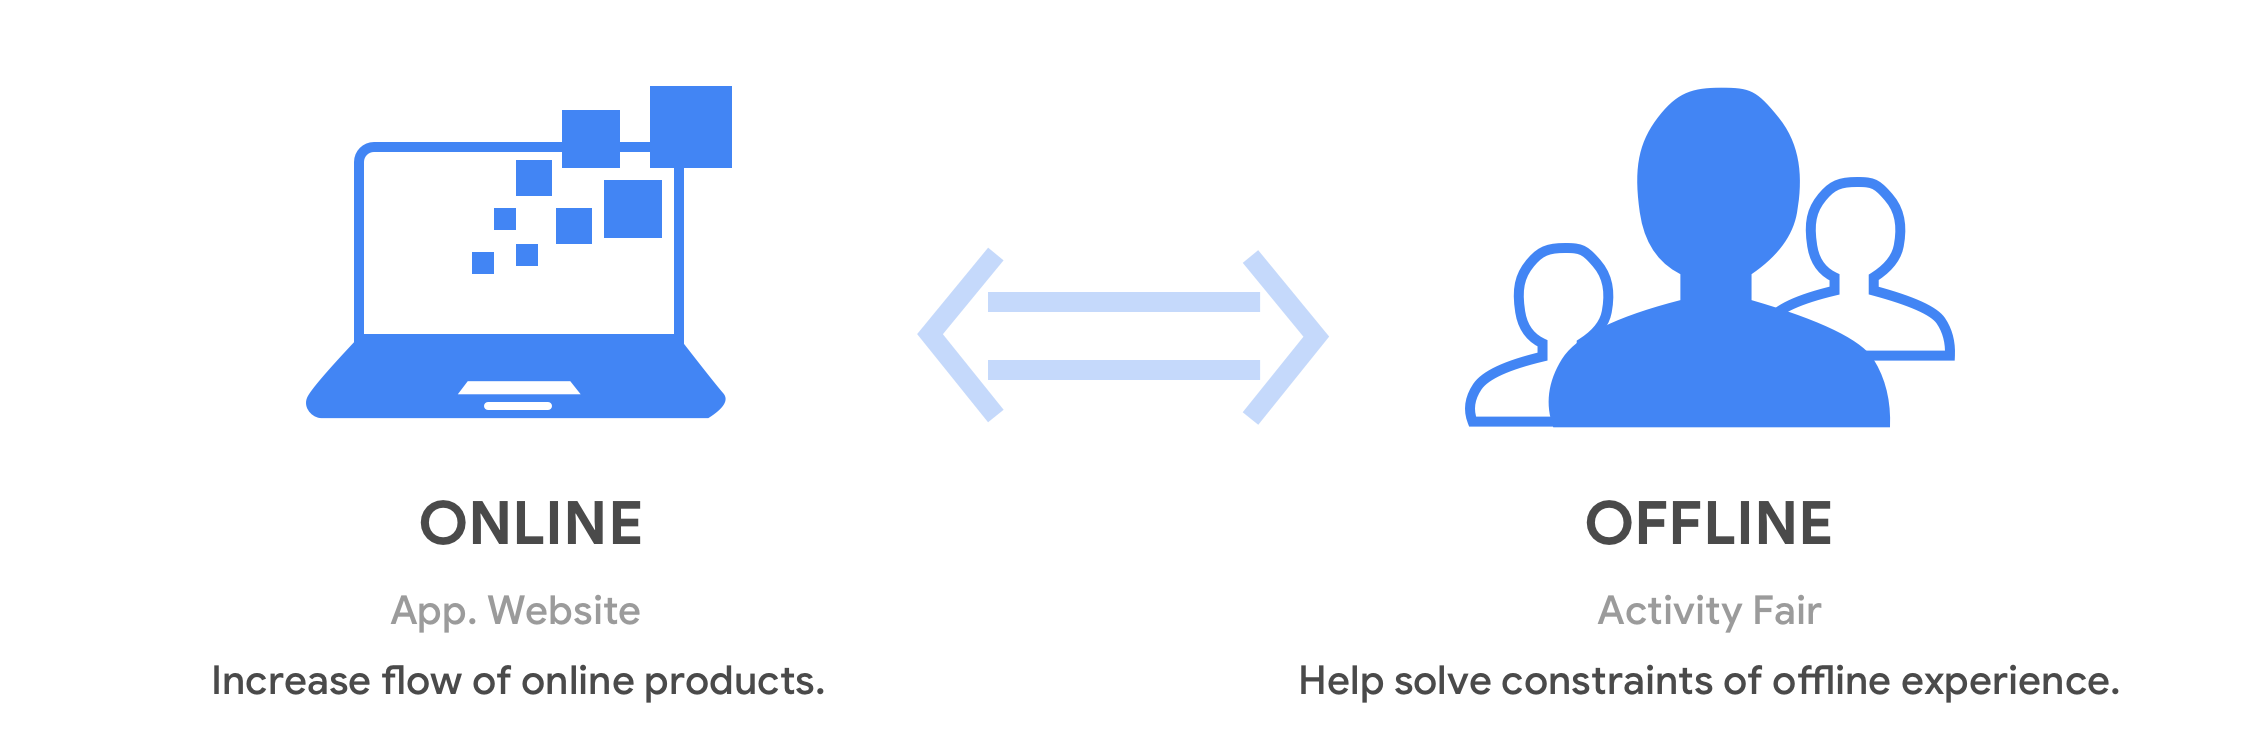 ONLINE
App. Website
Increase flow of online products.
OFFLINE
Activity Fair
Help solve constraints of offline experience.